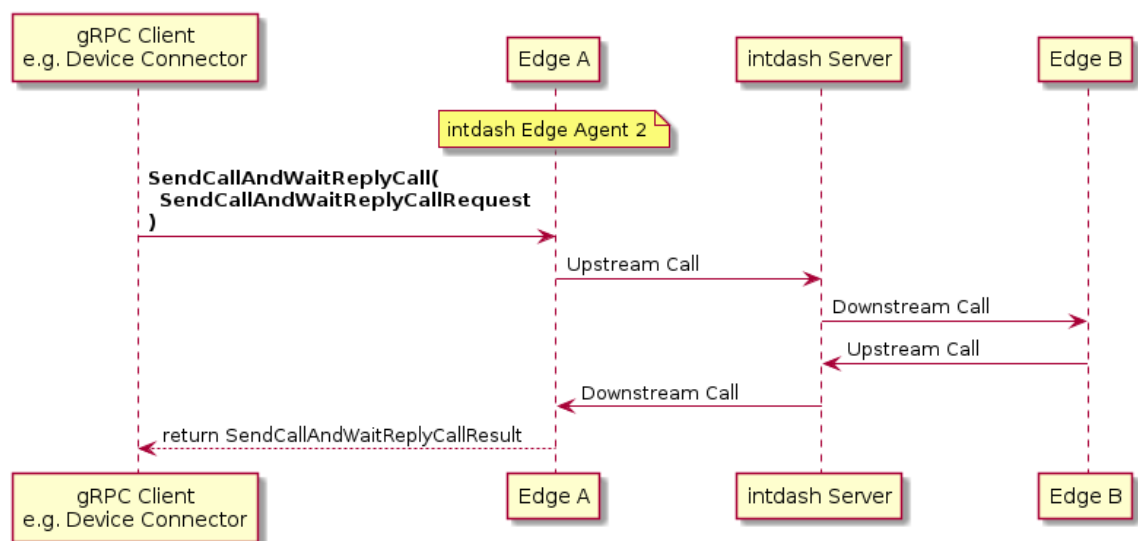 gRPC Client
e.g. Device Connector
Edge A
intdash Server
Edge B
intdash Edge Agent 2
SendCallAndWaitReplyCall(
SendCallAndWaitReplyCallRequest
)
Upstream Call
Downstream Call
Upstream Call
Downstream Call
return SendCallAndWaitReplyCallResult
gRPC Client
e.g. Device Connector
Edge A
intdash Server
Edge B